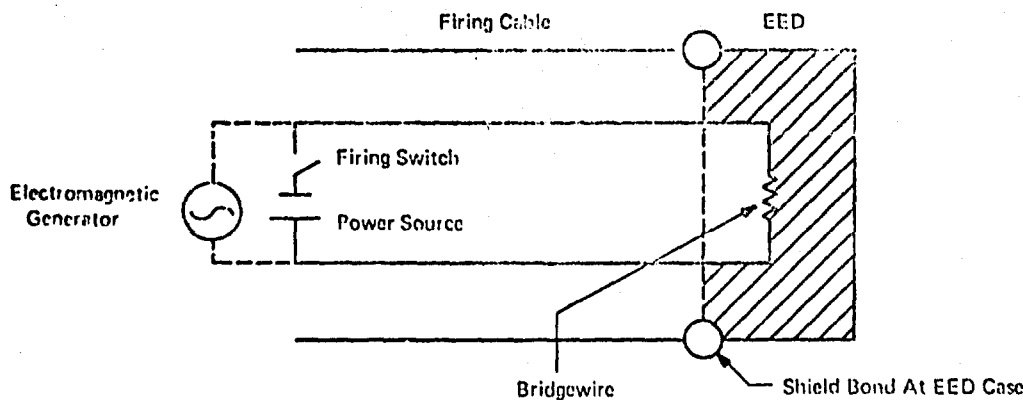 Firing Cable
EED
Firing Switch
Electromagnetic
Generator
Power Source
Bridgewire
Shield Bond At EED Case